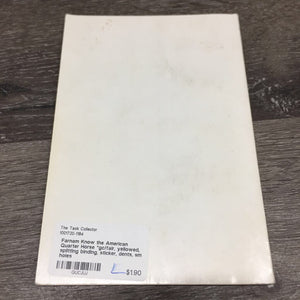 The Tack Collector
Farnam Know the American
Quarter Horse *gc/fair, yellowed,
splitting binding, sticker, dents, sm
holes
$1.90